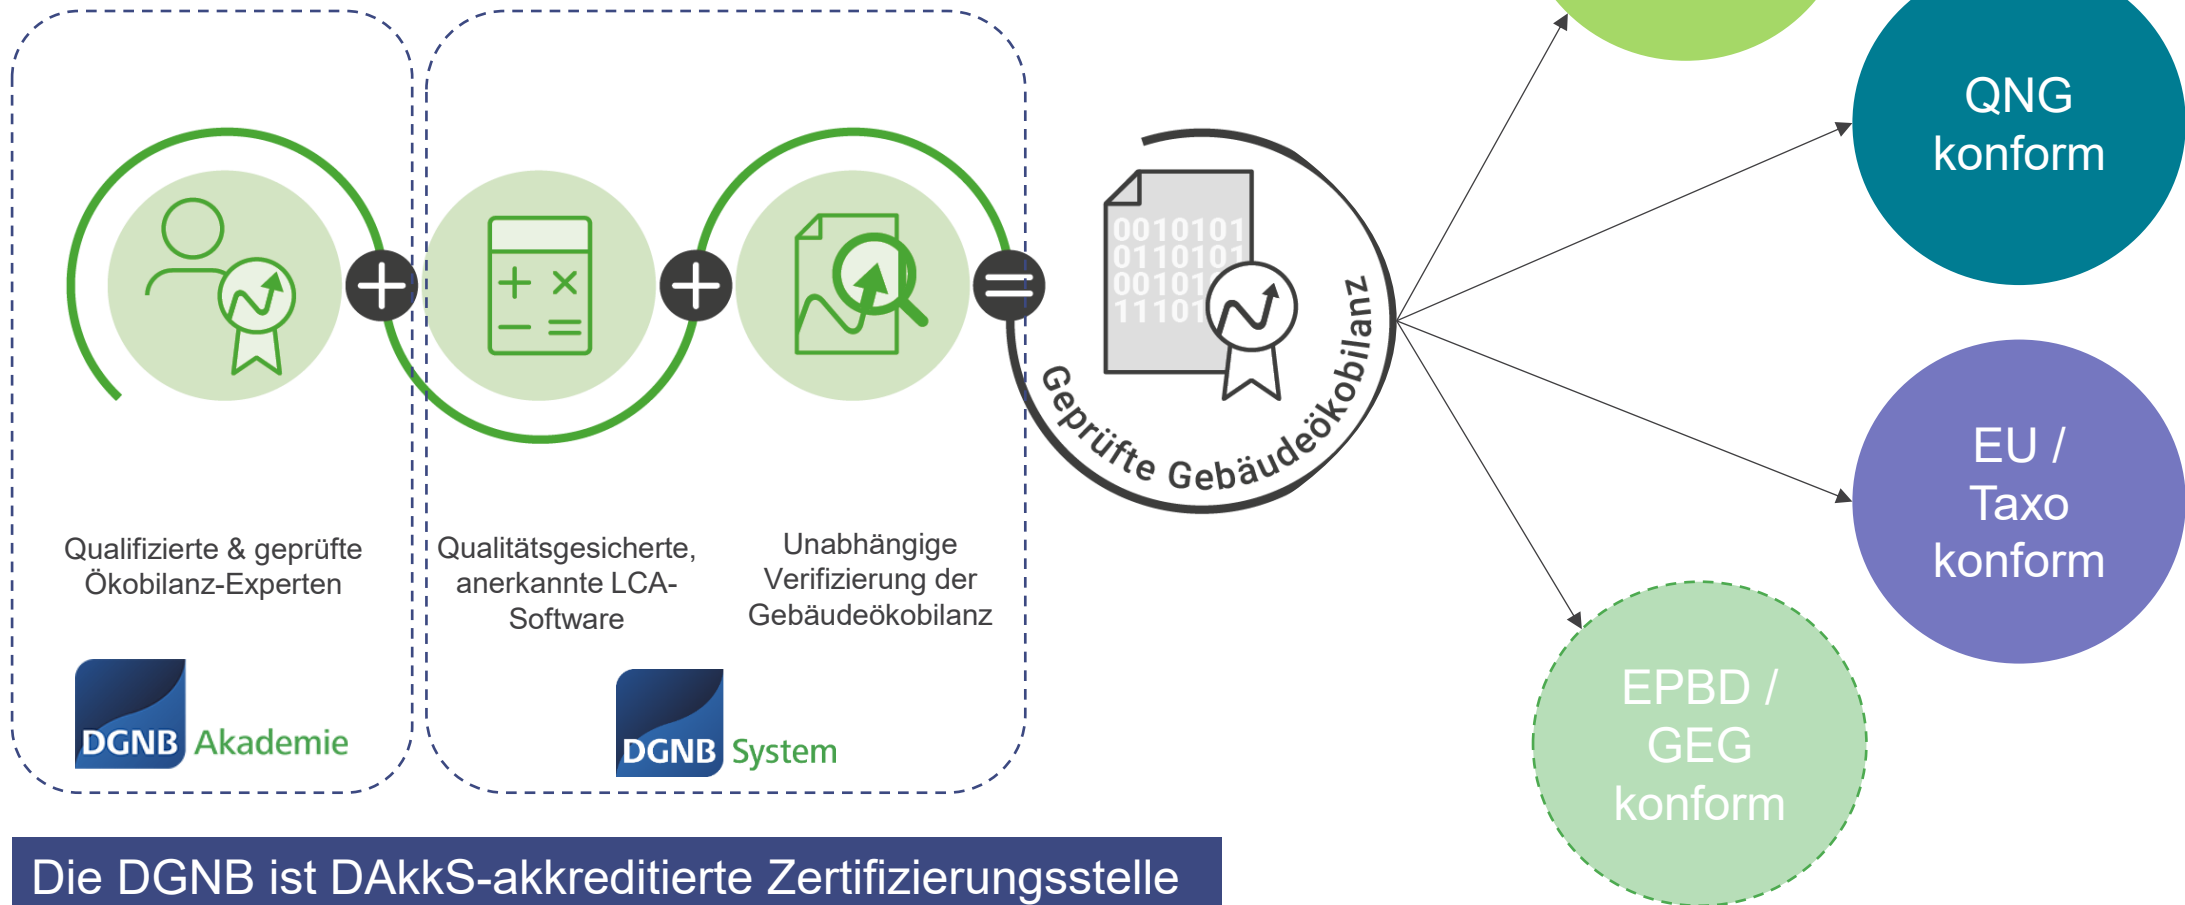 Qualifizierte & geprüfte
Ökobilanz-Experten
DGNB Akademie
Qualitätsgesicherte,
anerkannte LCA-
Software
Unabhängige
Verifizierung der
Gebäudeökobilanz
DGNB System
0010101
0110101
00101
11101
Geprüfte Gebäudeökobilanz
QNG
konform
EU /
Taxo
konform
EPBD /
GEG
konform
Die DGNB ist DAkkS-akkreditierte Zertifizierungsstelle